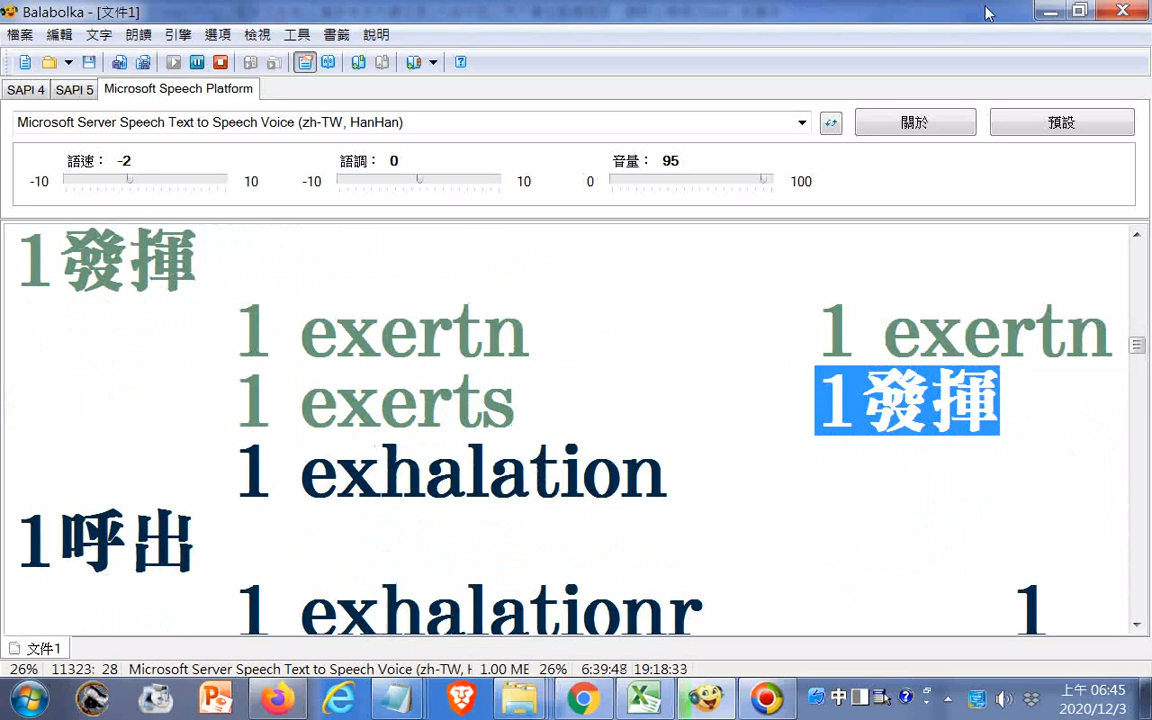 Balabolka - [文件1]
檔案 編輯 文字 朗讀 引擎 選項 檢視 工具 書籤 說明
SAPI 4 SAPI 5 Microsoft Speech Platform
Microsoft Server Speech Text to Speech Voice (zh-TW, HanHan) 關於 預設
語速： -2 語調： 0 音量： 95
-10 10 -10 10 0 100
1發揮
1 exertn 1 exertn
1 exerts 1發揮
1 exhalation
1呼出
1 exhalationr 1
文件1
26% 11323: 28 Microsoft Server Speech Text to Speech Voice (zh-TW, 1.00 ME 26% 6:39:48 19:18:33
中 上午 06:45
2020/12/3